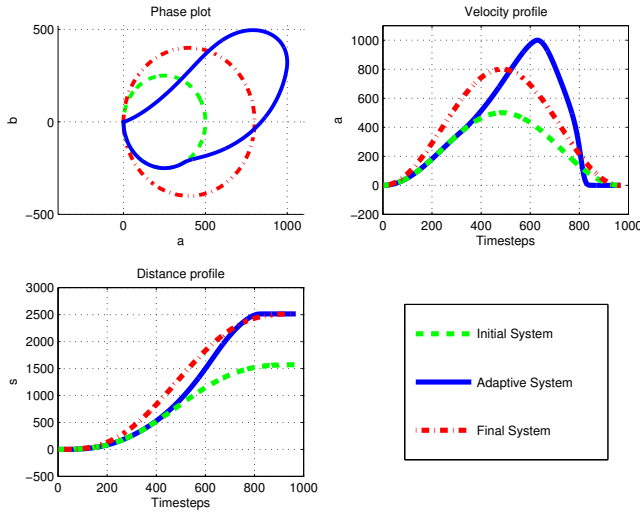 Phase plot
500
0
−500
b
0
500
1000
a
Velocity profile
1000
800
600
400
200
0
−200
a
0
200
400
600
800
1000
Timesteps
Distance profile
3000
2500
2000
1500
1000
500
0
−500
s
0
200
400
600
800
1000
Timesteps
Initial System
Adaptive System
Final System